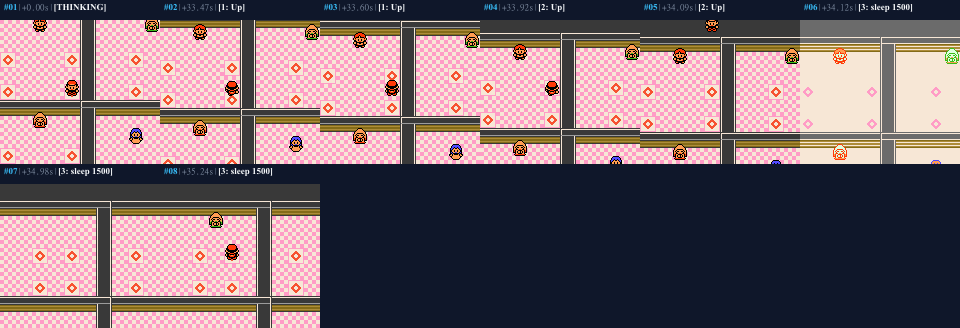 #01 | +0.00s | [THINKING]
#02 | +33.47s | [1: Up]
#03 | +33.60s | [1: Up]
#04 | +33.92s | [2: Up]
#05 | +34.09s | [2: Up]
#06 | +34.12s | [3: sleep 1500]
#07 | +34.98s | [3: sleep 1500]
#08 | +35.24s | [3: sleep 1500]